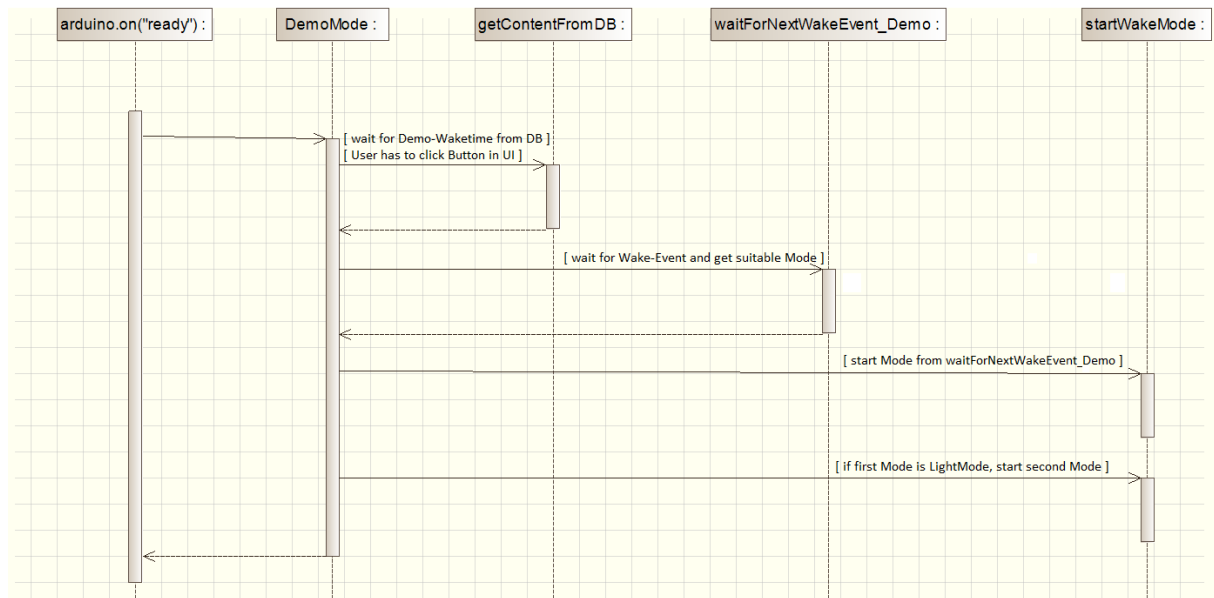 arduino.on("ready") :
DemoMode :
getContentFromDB :
waitForNextWakeEvent_Demo :
startWakeMode :
[ wait for Demo-Waketime from DB ]
[ User has to click Button in UI ]
[ wait for Wake-Event and get suitable Mode ]
[ start Mode from waitForNextWakeEvent_Demo ]
[ if first Mode is LightMode, start second Mode ]